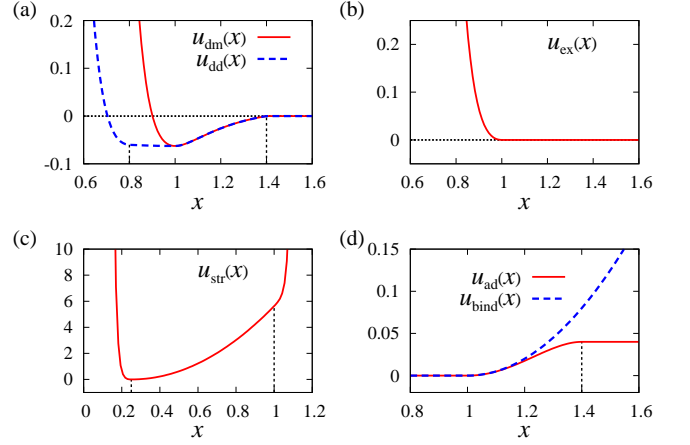 (a)
0.2
0.1
0
-0.1
u_dm(x)
u_dd(x)
0.6 0.8 1 1.2 1.4 1.6
x
(b)
0.2
0.1
0
u_ex(x)
0.6 0.8 1 1.2 1.4 1.6
x
(c)
10
8
6
4
2
0
u_str(x)
0 0.2 0.4 0.6 0.8 1 1.2
x
(d)
0.15
0.1
0.05
0
u_ad(x)
u_bind(x)
0.8 1 1.2 1.4 1.6
x